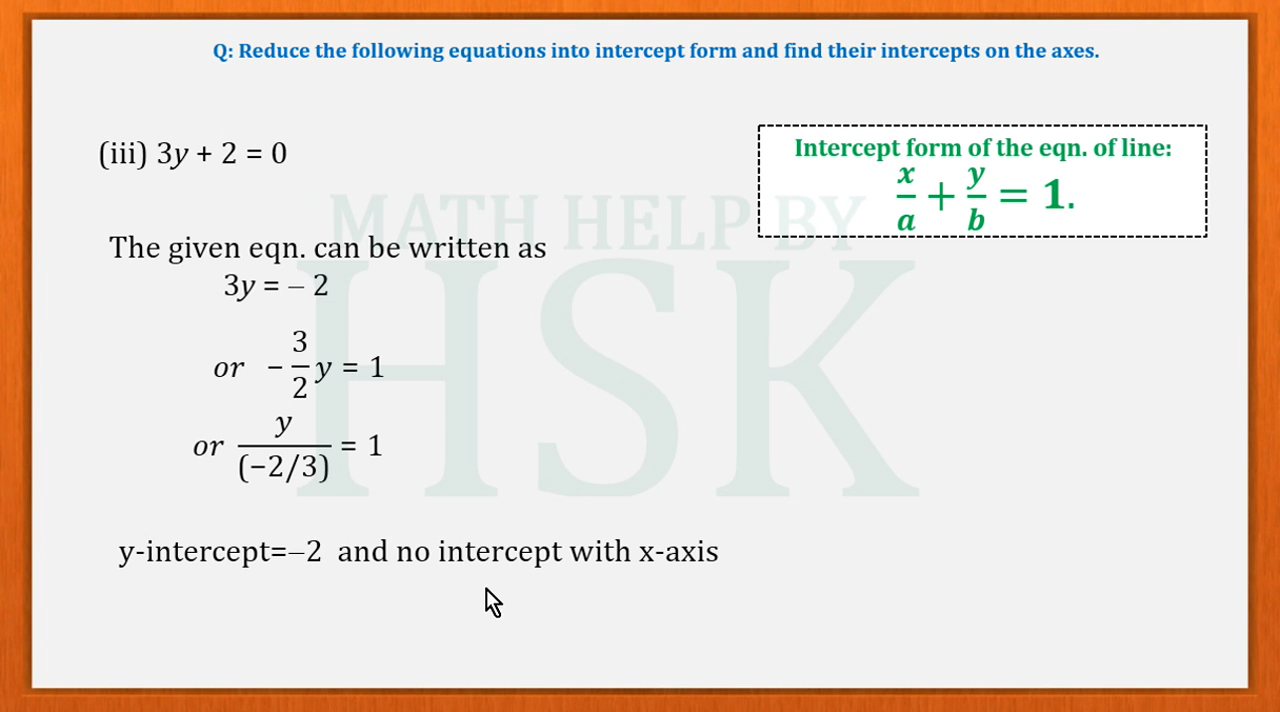 Q: Reduce the following equations into intercept form and find their intercepts on the axes.
(iii) 3y + 2 = 0
Intercept form of the eqn. of line:
x/a + y/b = 1.
MATH HELP BY
HSK
The given eqn. can be written as
3y = – 2
or - 3/2 y = 1
or y/(−2/3) = 1
y-intercept=–2 and no intercept with x-axis